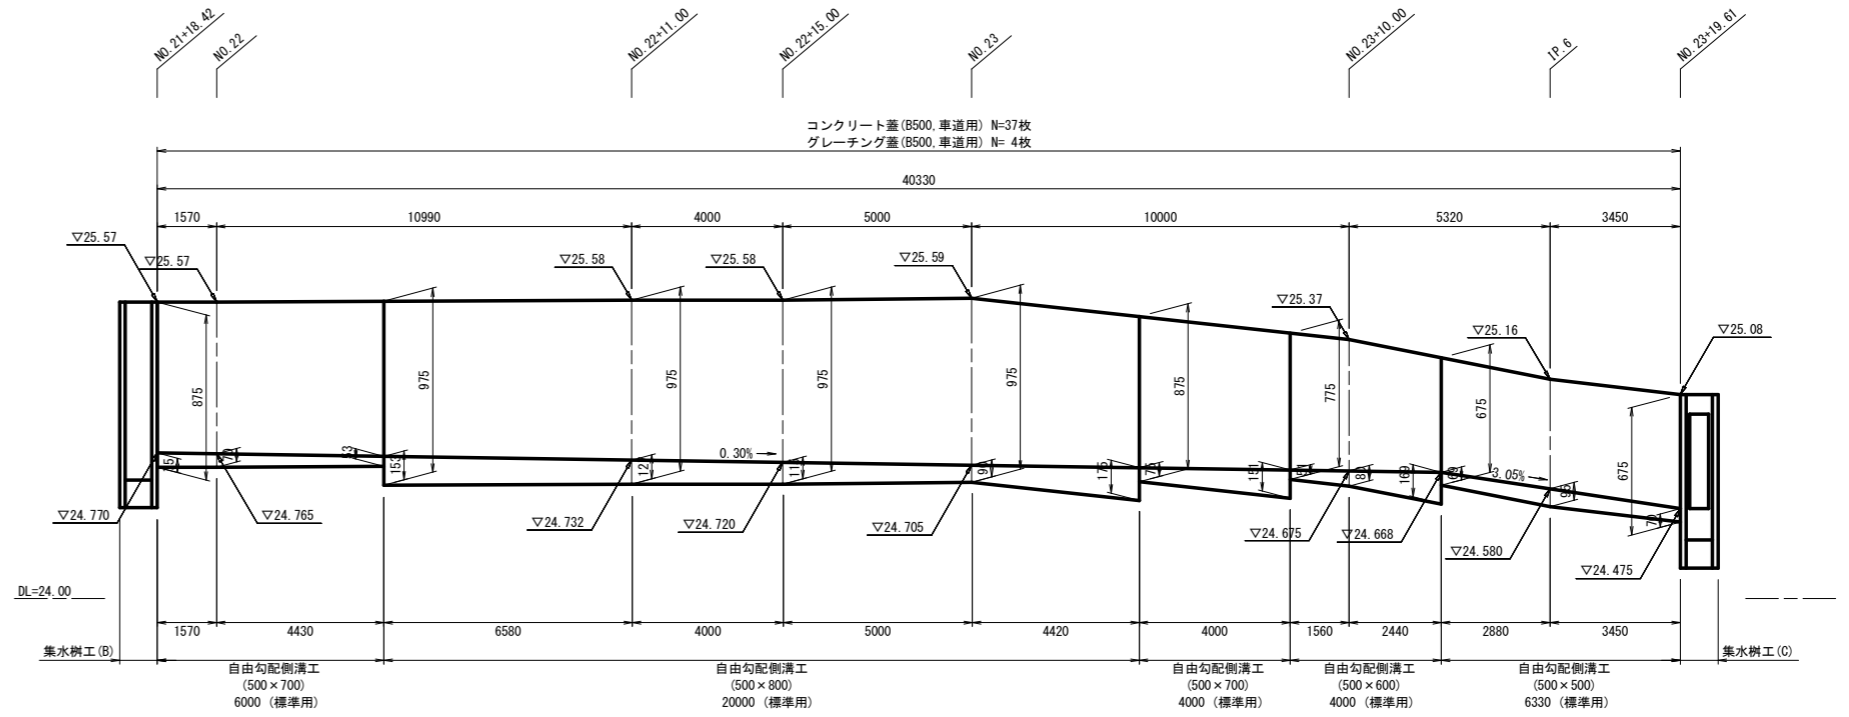 NO.21+18.42
NO.22
NO.22+11.00
NO.22+15.00
NO.23
NO.23+10.00
IP.6
NO.23+19.61
コンクリート蓋(B500,車道用) N=37枚
グレーチング蓋(B500,車道用) N= 4枚
40330
1570
10990
4000
5000
10000
5320
3450
▽25.57
▽25.57
▽25.58
▽25.58
▽25.59
▽25.37
▽25.16
▽25.08
875
975
975
975
975
875
775
675
675
75
70
153
0.30%
90
175
75
3.05%
95
70
▽24.770
▽24.765
▽24.732
▽24.720
▽24.705
▽24.675
▽24.668
▽24.580
▽24.475
DL=24.00
1570
4430
6580
4000
5000
4420
4000
1560
2440
2880
3450
集水桝工(B)
集水桝工(C)
自由勾配側溝工
(500×700)
6000 (標準用)
自由勾配側溝工
(500×800)
20000 (標準用)
自由勾配側溝工
(500×700)
4000 (標準用)
自由勾配側溝工
(500×600)
4000 (標準用)
自由勾配側溝工
(500×500)
6330 (標準用)